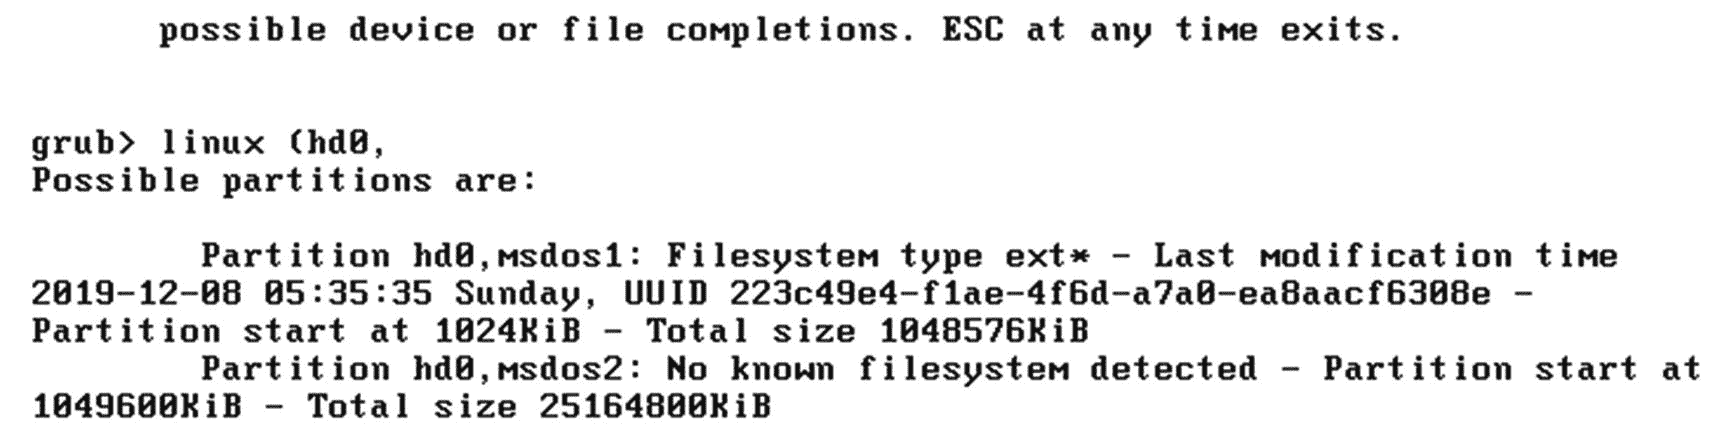 possible device or file completions. ESC at any time exits.
grub> linux (hd0,
Possible partitions are:
Partition hd0,msdos1: Filesystem type ext* - Last modification time
2019-12-08 05:35:35 Sunday, UUID 223c49e4-f1ae-4f6d-a7a0-ea8aacf6308e -
Partition start at 1024KiB - Total size 1048576KiB
Partition hd0,msdos2: No known filesystem detected - Partition start at
1049600KiB - Total size 25164800KiB